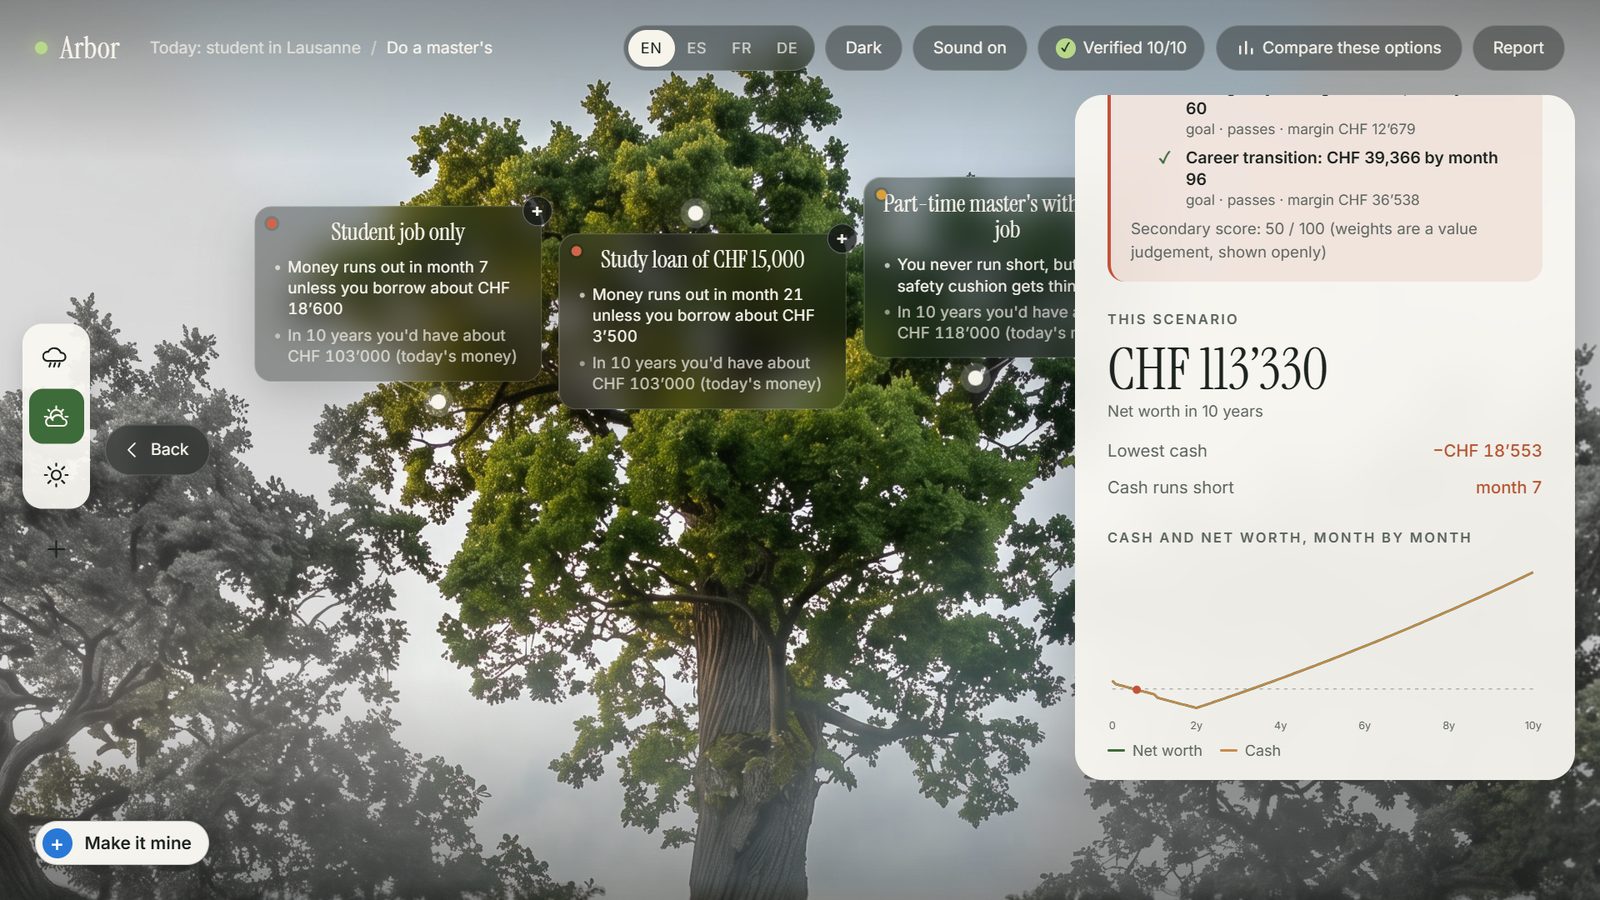 Arbor
Today: student in Lausanne / Do a master's
EN ES FR DE
Dark
Sound on
Verified 10/10
Compare these options
Report
Student job only
• Money runs out in month 7
unless you borrow about CHF
18’600
• In 10 years you'd have about
CHF 103’000 (today's money)
Study loan of CHF 15,000
• Money runs out in month 21
unless you borrow about CHF
3’500
• In 10 years you'd have about
CHF 103’000 (today's money)
Part-time master's with
job
• You never run short, but
safety cushion gets thin
• In 10 years you'd have a
CHF 118’000 (today's m
Back
Make it mine
60
goal · passes · margin CHF 12’679
✓ Career transition: CHF 39,366 by month
96
goal · passes · margin CHF 36’538
Secondary score: 50 / 100 (weights are a value
judgement, shown openly)
THIS SCENARIO
CHF 113’330
Net worth in 10 years
Lowest cash −CHF 18’553
Cash runs short month 7
CASH AND NET WORTH, MONTH BY MONTH
0 2y 4y 6y 8y 10y
Net worth Cash